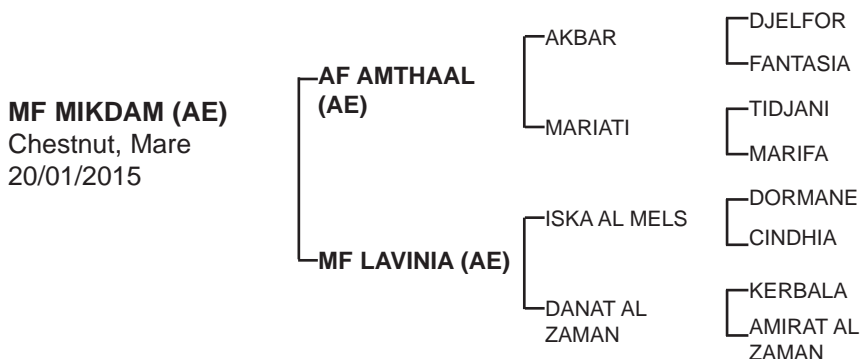 MF MIKDAM (AE)
Chestnut, Mare
20/01/2015
AF AMTHAAL
(AE)
MF LAVINIA (AE)
AKBAR
MARIATI
ISKA AL MELS
DANAT AL
ZAMAN
DJELFOR
FANTASIA
TIDJANI
MARIFA
DORMANE
CINDHIA
KERBALA
AMIRAT AL
ZAMAN